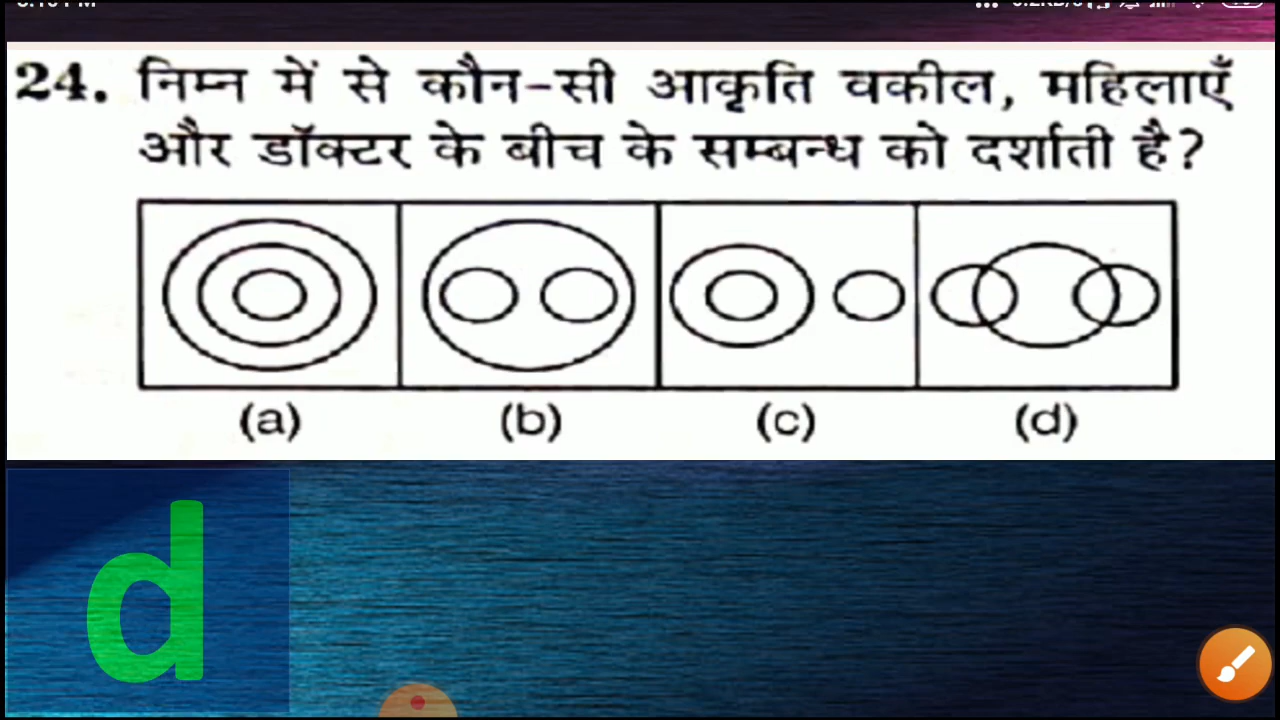 24. निम्न में से कौन-सी आकृति वकील, महिलाएँ
और डॉक्टर के बीच के सम्बन्ध को दर्शाती है?
(a) (b) (c) (d)
d